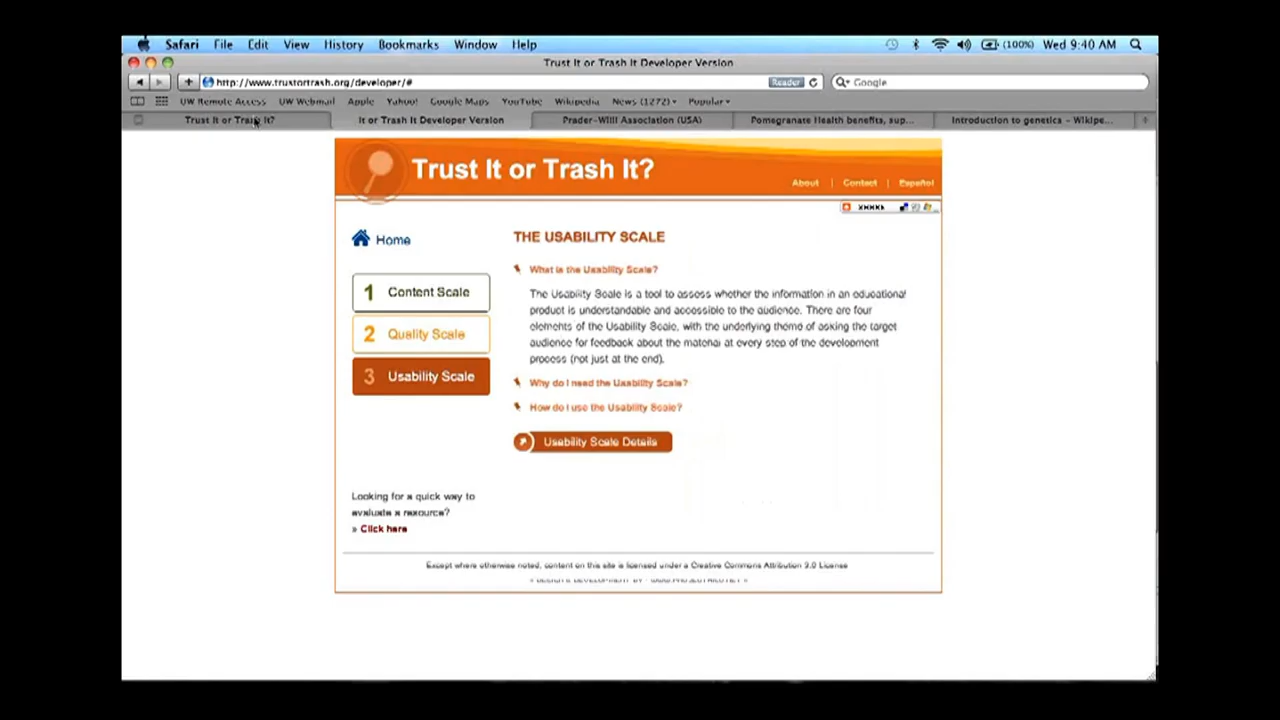 Safari File Edit View History Bookmarks Window Help (100%) Wed 9:40 AM
Trust It or Trash It Developer Version
http://www.trustortrash.org/developer/# Reader Google
UW Remote Access UW Webmail Apple Yahoo! Google Maps YouTube Wikipedia News (1272) Popular
Trust It or Trash It? It or Trash It Developer Version Prader-Willi Association (USA) Pomegranate Health benefits, sup... Introduction to genetics – Wikipe...
Trust It or Trash It?
About | Contact | Español
Home
1 Content Scale
2 Quality Scale
3 Usability Scale
THE USABILITY SCALE
What is the Usability Scale?
The Usability Scale is a tool to assess whether the information in an educational
product is understandable and accessible to the audience. There are four
elements of the Usability Scale, with the underlying theme of asking the target
audience for feedback about the material at every step of the development
process (not just at the end).
Why do I need the Usability Scale?
How do I use the Usability Scale?
Usability Scale Details
Looking for a quick way to
evaluate a resource?
» Click here
Except where otherwise noted, content on this site is licensed under a Creative Commons Attribution 3.0 License